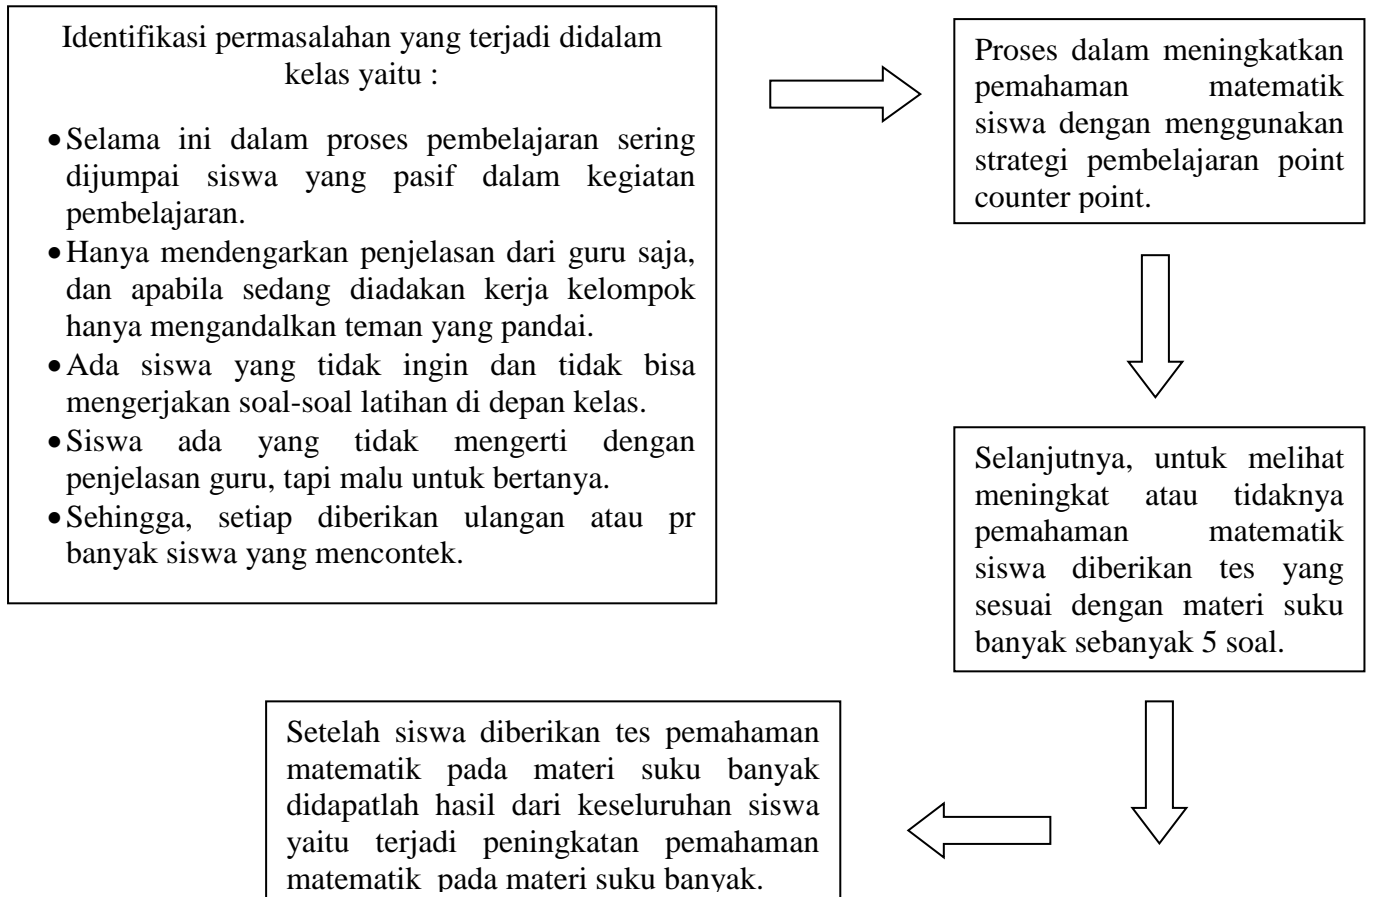 Identifikasi permasalahan yang terjadi didalam
kelas yaitu :
• Selama ini dalam proses pembelajaran sering
dijumpai siswa yang pasif dalam kegiatan
pembelajaran.
• Hanya mendengarkan penjelasan dari guru saja,
dan apabila sedang diadakan kerja kelompok
hanya mengandalkan teman yang pandai.
• Ada siswa yang tidak ingin dan tidak bisa
mengerjakan soal-soal latihan di depan kelas.
• Siswa ada yang tidak mengerti dengan
penjelasan guru, tapi malu untuk bertanya.
• Sehingga, setiap diberikan ulangan atau pr
banyak siswa yang mencontek.
Proses dalam meningkatkan
pemahaman matematik
siswa dengan menggunakan
strategi pembelajaran point
counter point.
Selanjutnya, untuk melihat
meningkat atau tidaknya
pemahaman matematik
siswa diberikan tes yang
sesuai dengan materi suku
banyak sebanyak 5 soal.
Setelah siswa diberikan tes pemahaman
matematik pada materi suku banyak
didapatlah hasil dari keseluruhan siswa
yaitu terjadi peningkatan pemahaman
matematik pada materi suku banyak.